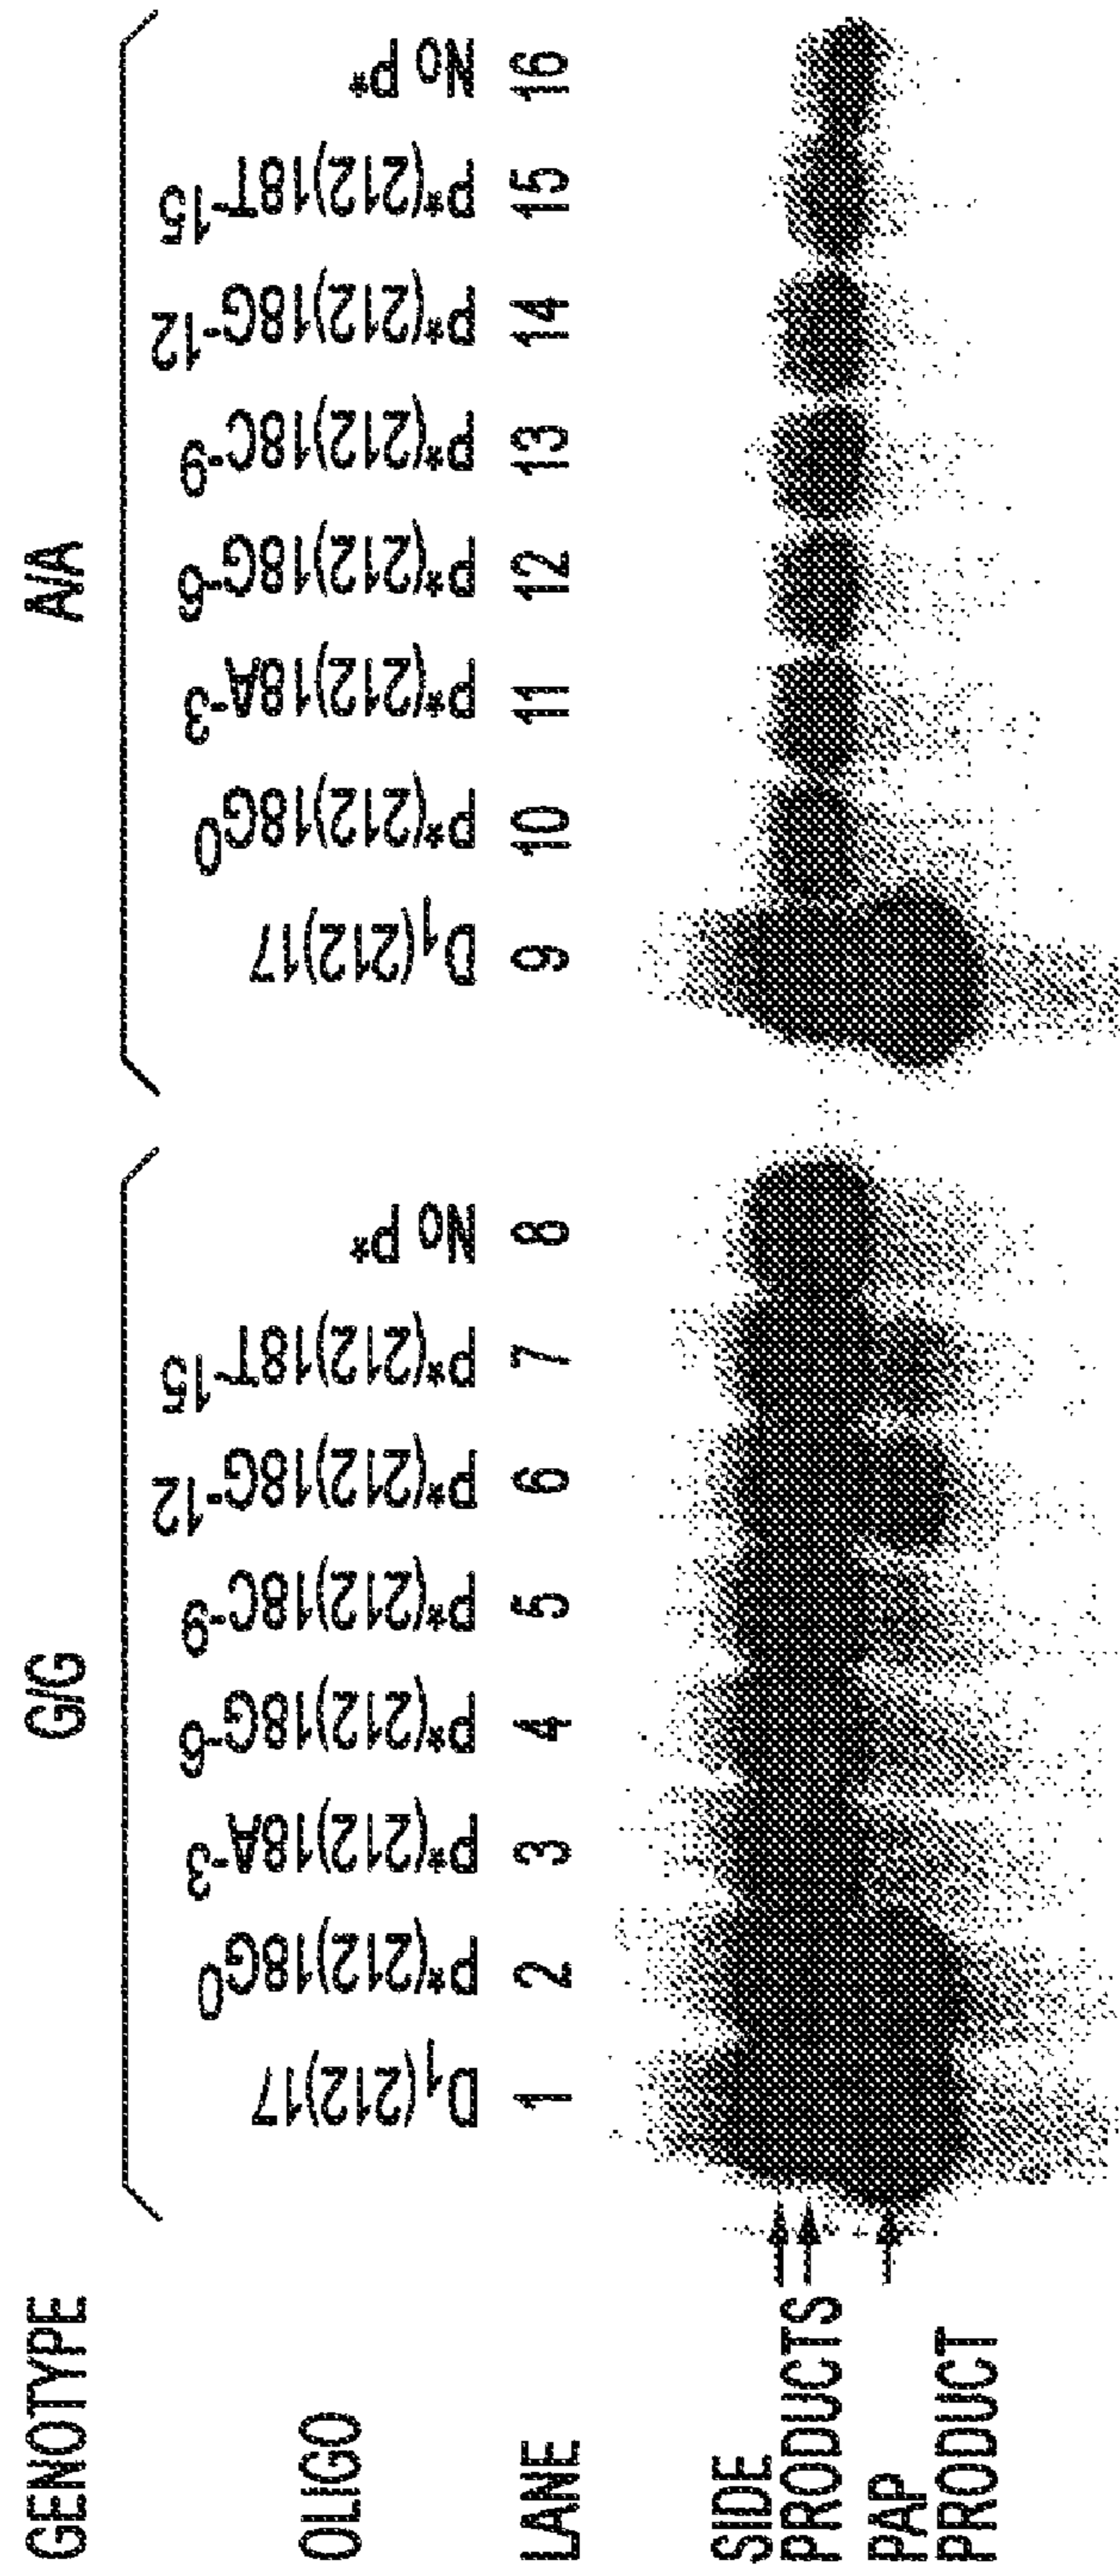 GENOTYPE G/G A/A
OLIGO D1(212)17 P*(212)18G0 P*(212)18A-3 P*(212)18G-6 P*(212)18C-9 P*(212)18G-12 P*(212)18T-15 No P* D1(212)17 P*(212)18G0 P*(212)18A-3 P*(212)18G-6 P*(212)18C-9 P*(212)18G-12 P*(212)18T-15 No P*
LANE 1 2 3 4 5 6 7 8 9 10 11 12 13 14 15 16
SIDE
PRODUCTS
PAP
PRODUCT